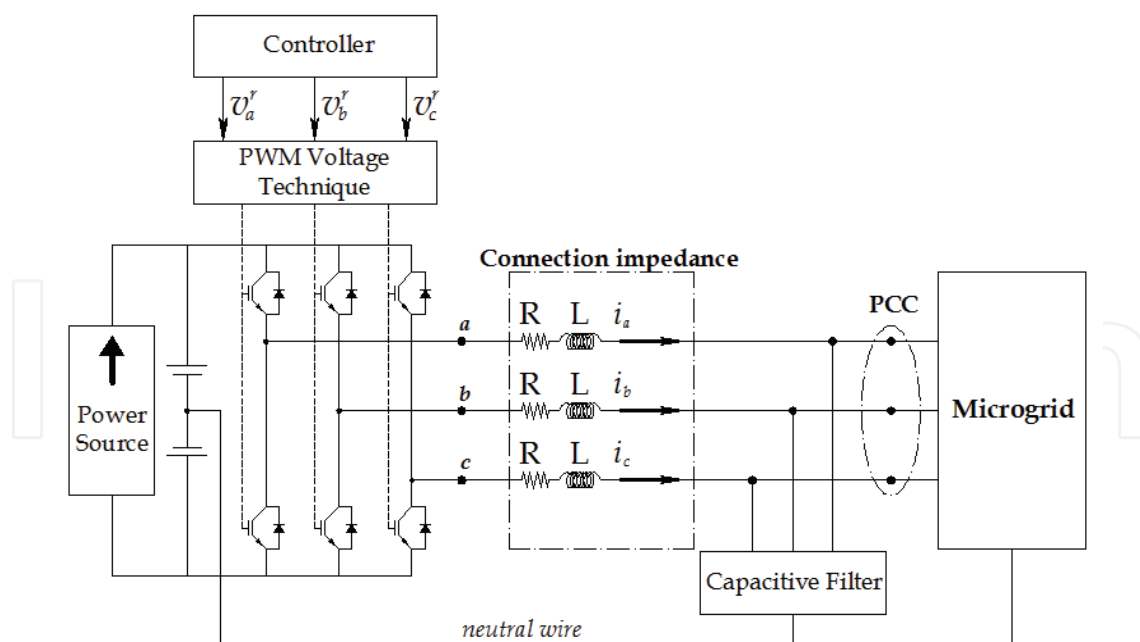 Controller
v_a^r v_b^r v_c^r
PWM Voltage
Technique
Connection impedance
R L i_a
a
PCC
R L i_b
b
Power
Source
Microgrid
R L i_c
c
Capacitive Filter
neutral wire